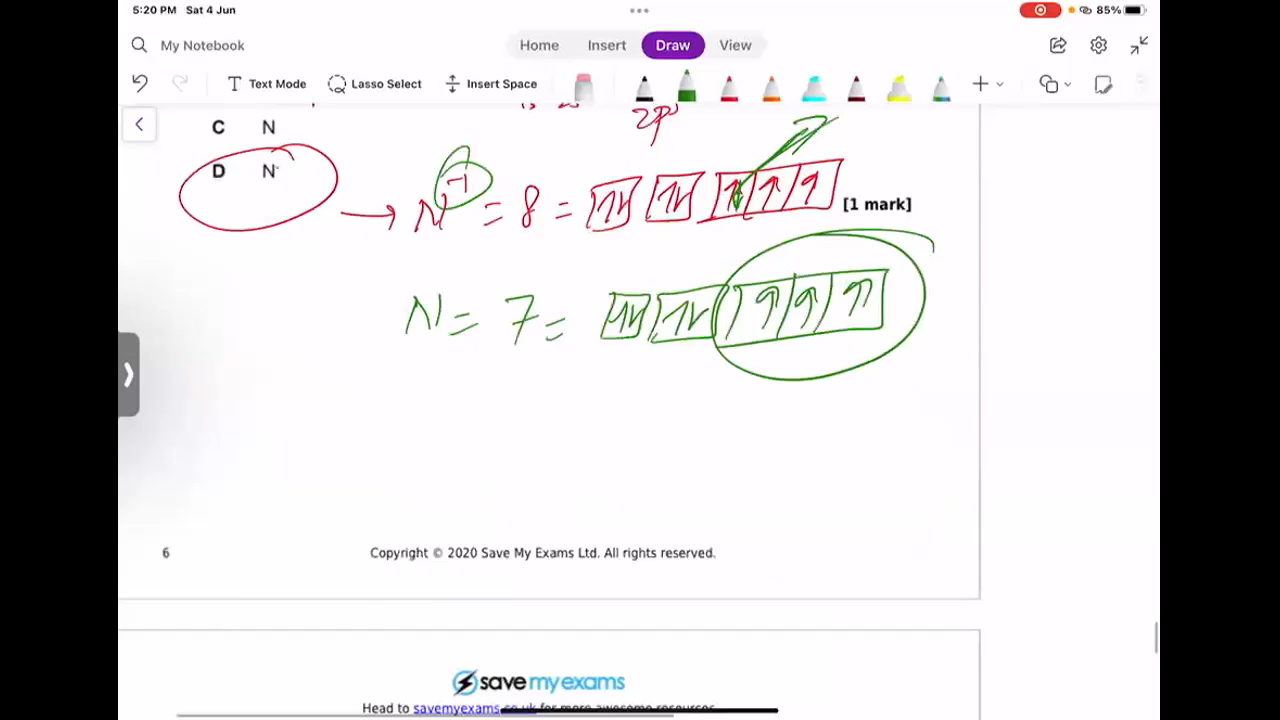 5:20 PM Sat 4 Jun
85%
My Notebook
Home Insert Draw View
Text Mode Lasso Select Insert Space
2p³
C N
D N⁻
→ N⁻¹ = 8 =
[1 mark]
N = 7 =
6 Copyright © 2020 Save My Exams Ltd. All rights reserved.
save my exams
Head to savemyexams.co.uk for more awesome resources